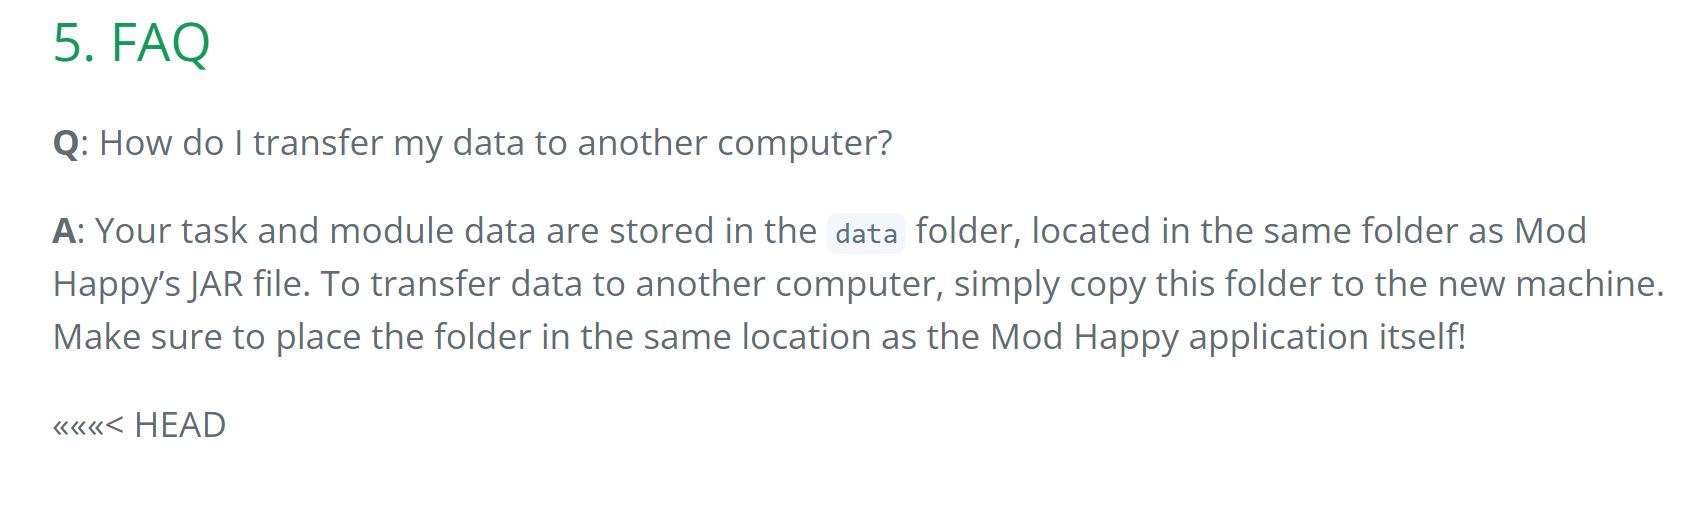 5. FAQ
Q: How do I transfer my data to another computer?
A: Your task and module data are stored in the data folder, located in the same folder as Mod
Happy’s JAR file. To transfer data to another computer, simply copy this folder to the new machine.
Make sure to place the folder in the same location as the Mod Happy application itself!
«««< HEAD